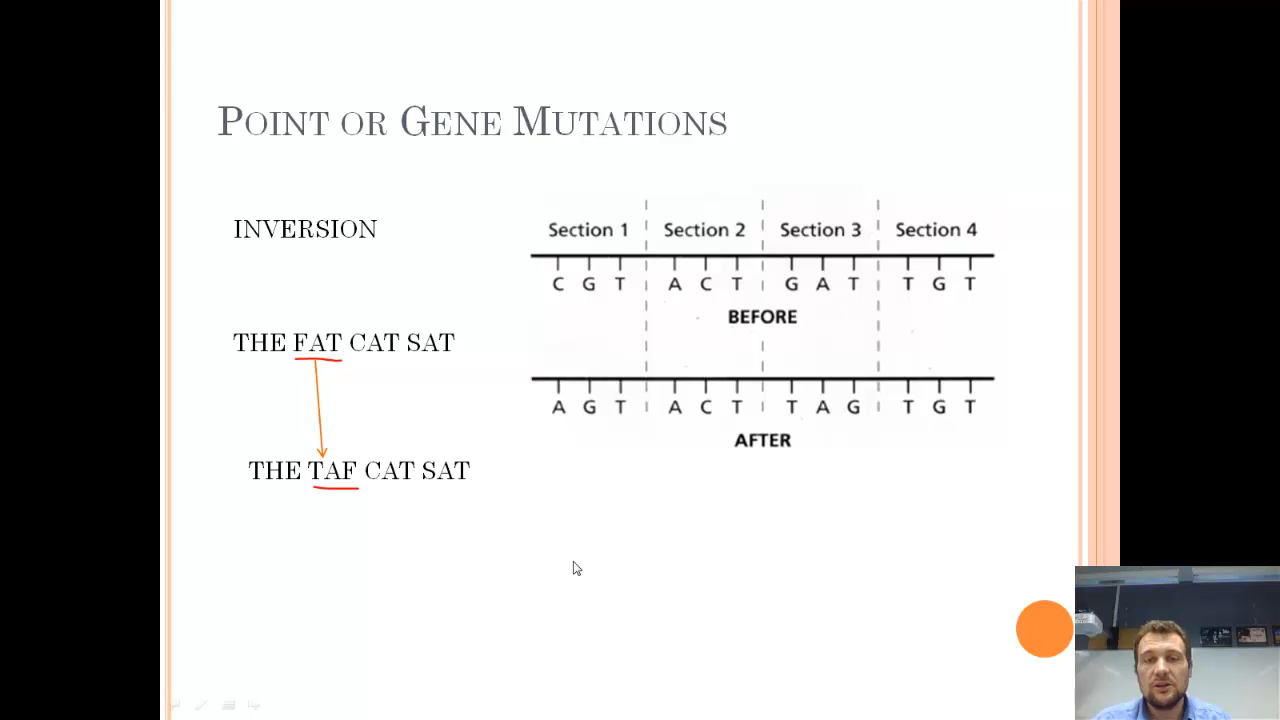 POINT OR GENE MUTATIONS
INVERSION
THE FAT CAT SAT
THE TAF CAT SAT
Section 1 Section 2 Section 3 Section 4
C G T A C T G A T T G T
BEFORE
A G T A C T T A G T G T
AFTER